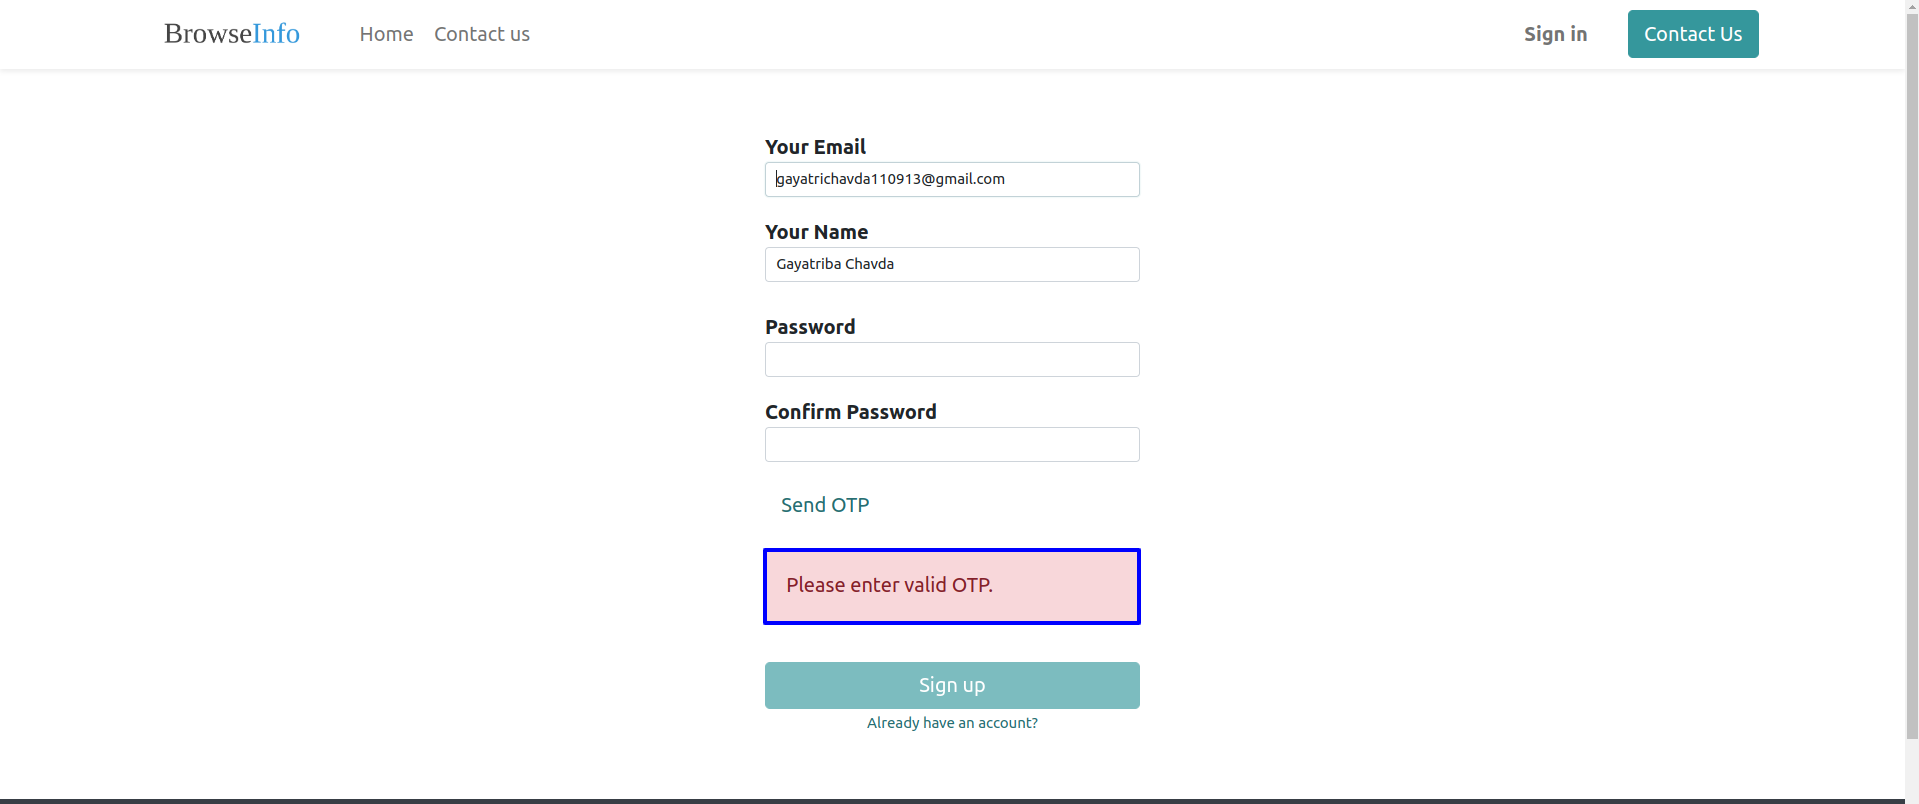 BrowseInfo Home Contact us Sign in Contact Us
Your Email
gayatrichavda110913@gmail.com
Your Name
Gayatriba Chavda
Password
Confirm Password
Send OTP
Please enter valid OTP.
Sign up
Already have an account?